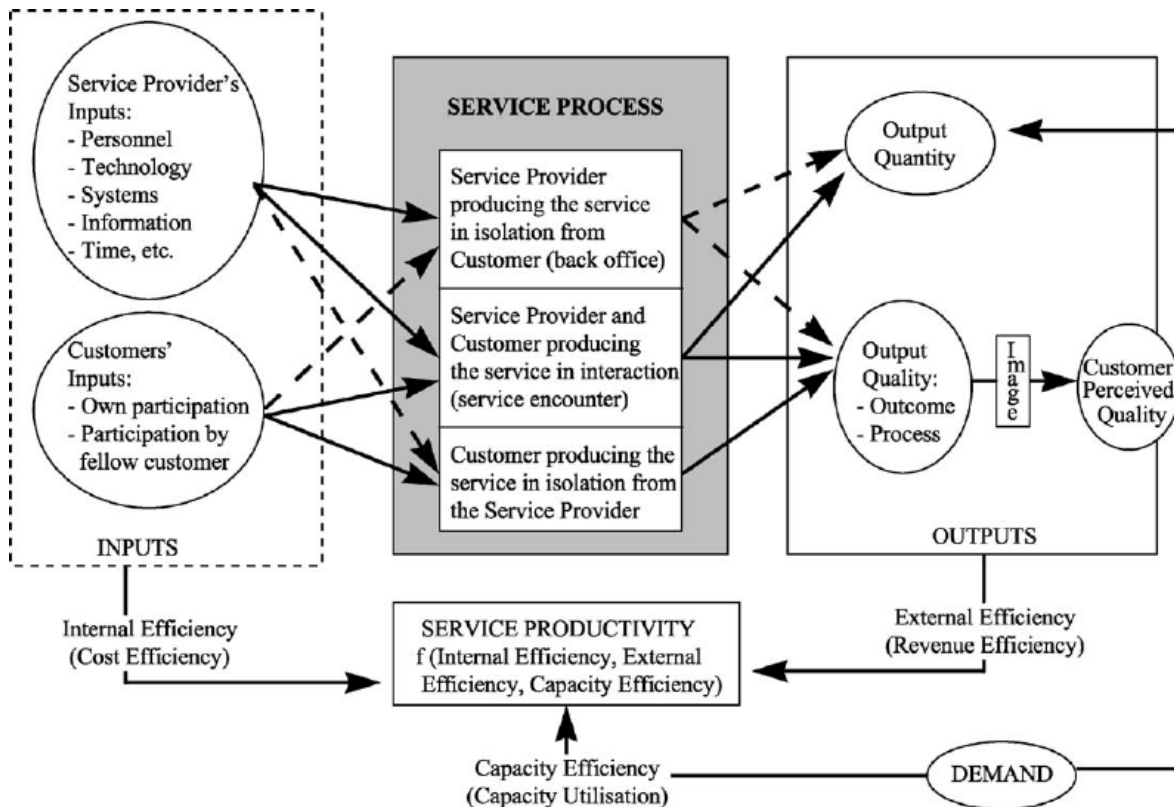 Service Provider's
Inputs:
- Personnel
- Technology
- Systems
- Information
- Time, etc.
Customers'
Inputs:
- Own participation
- Participation by
fellow customer
INPUTS
SERVICE PROCESS
Service Provider
producing the service
in isolation from
Customer (back office)
Service Provider and
Customer producing
the service in interaction
(service encounter)
Customer producing the
service in isolation from
the Service Provider
Output
Quantity
Output
Quality:
- Outcome
- Process
Image
Customer
Perceived
Quality
OUTPUTS
Internal Efficiency
(Cost Efficiency)
SERVICE PRODUCTIVITY
f (Internal Efficiency, External
Efficiency, Capacity Efficiency)
External Efficiency
(Revenue Efficiency)
Capacity Efficiency
(Capacity Utilisation)
DEMAND